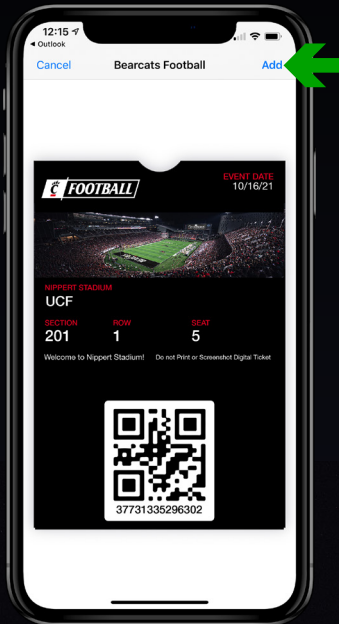 12:15
◀ Outlook
Cancel
Bearcats Football
Add
FOOTBALL
EVENT DATE
10/16/21
NIPPERT STADIUM
UCF
SECTION ROW SEAT
201 1 5
Welcome to Nippert Stadium! Do not Print or Screenshot Digital Ticket
37731335296302